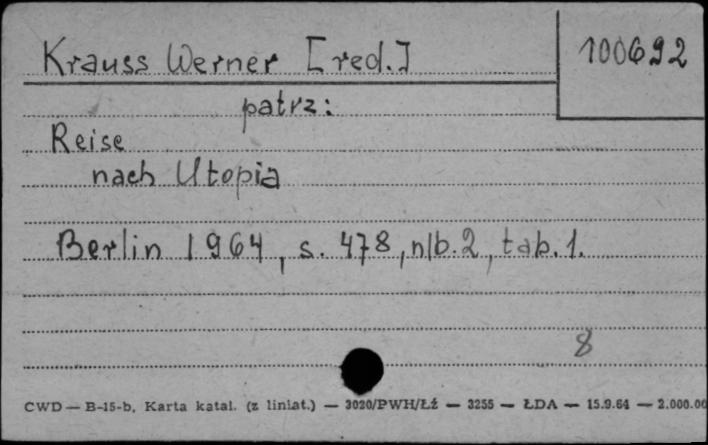 Krauss Werner [red.]
100692
patrz:
Reise
nach Utopia
Berlin 1964, s. 478, nlb. 2, tab. 1.
8
CWD — B-15-b, Karta katal. (z liniat.) — 3020/PWH/Łź — 3255 — ŁDA — 15.9.64 — 2.000.00